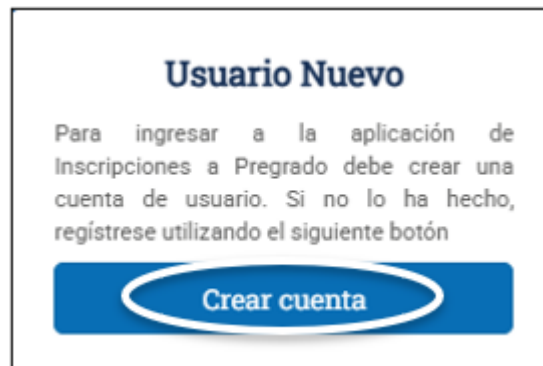 Usuario Nuevo
Para ingresar a la aplicación de
Inscripciones a Pregrado debe crear una
cuenta de usuario. Si no lo ha hecho,
regístrese utilizando el siguiente botón
Crear cuenta